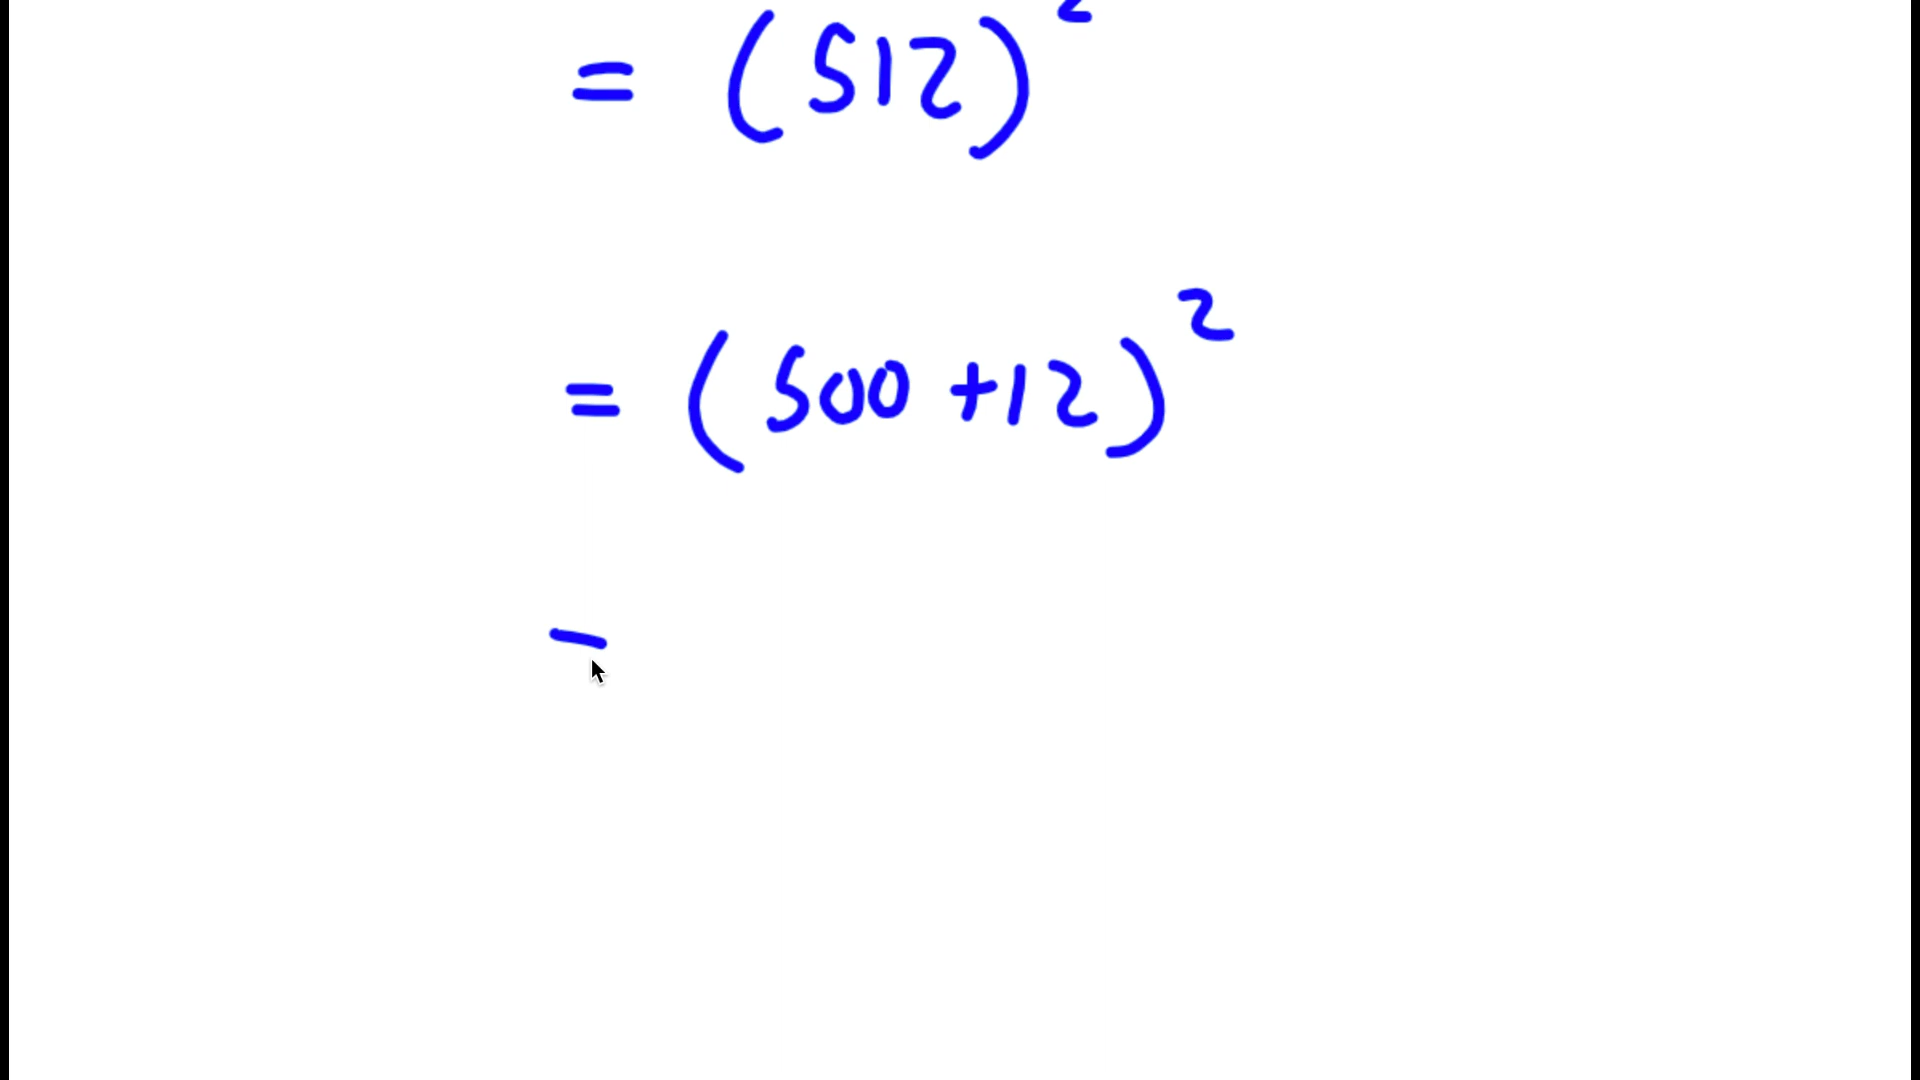 = (512)²
= (500 +12)²
–